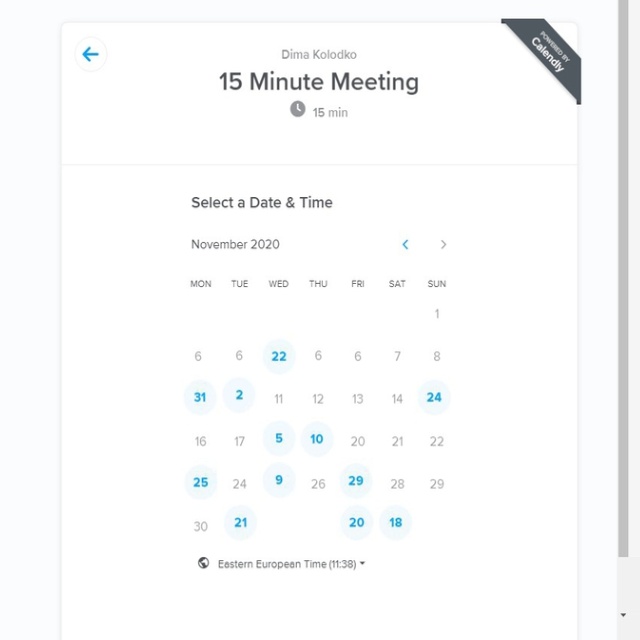 POWERED BY
Calendly
Dima Kolodko
15 Minute Meeting
15 min
Select a Date & Time
November 2020
MON TUE WED THU FRI SAT SUN
1
6 6 22 6 6 7 8
31 2 11 12 13 14 24
16 17 5 10 20 21 22
25 24 9 26 29 28 29
30 21 20 18
Eastern European Time (11:38)